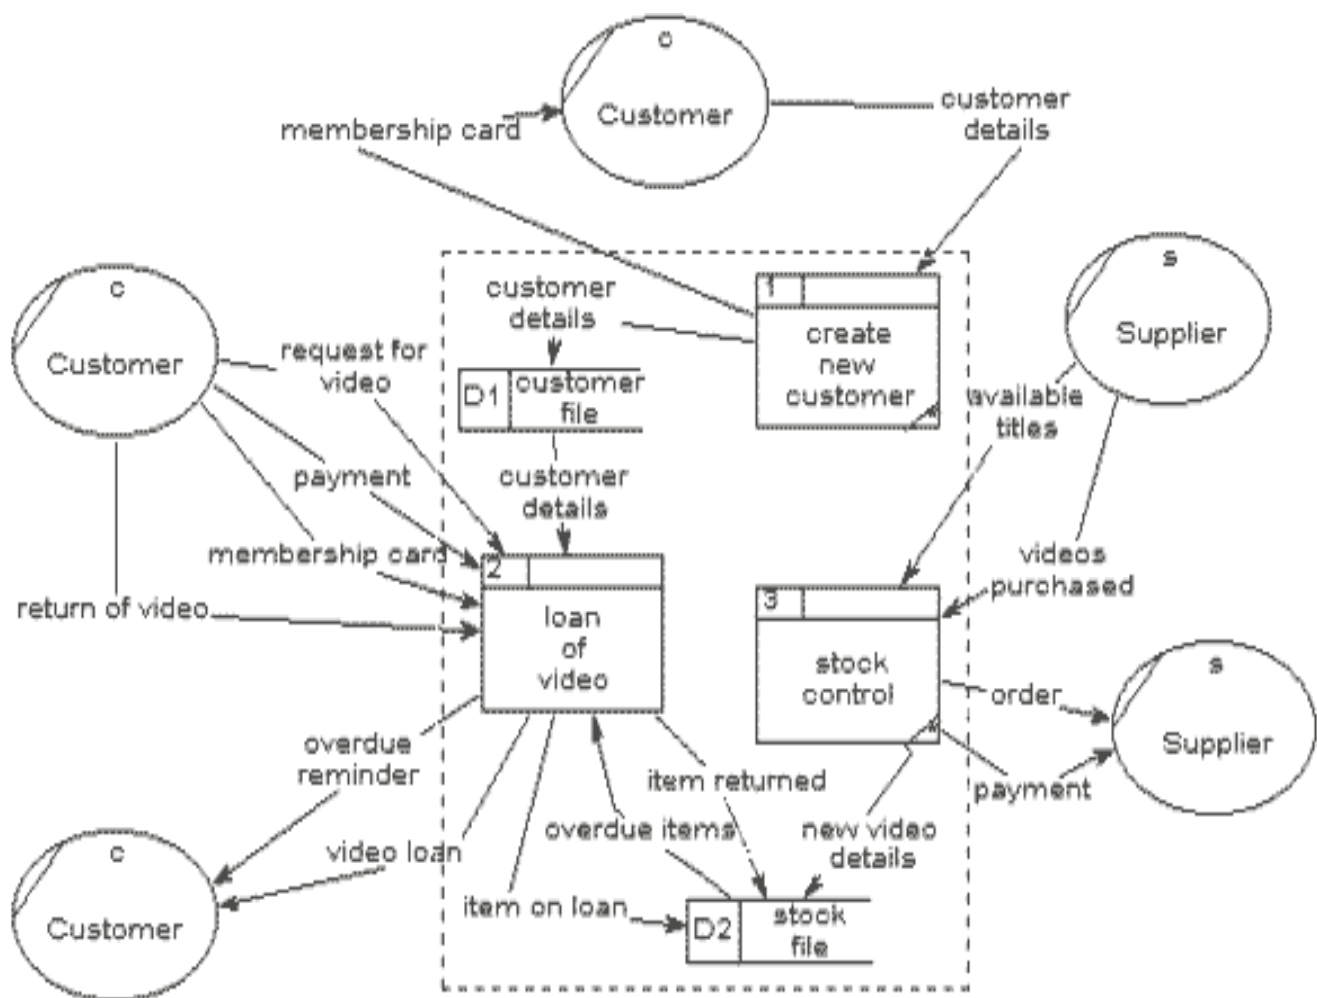 c
Customer
customer
details
membership card
c
Customer
s
Supplier
customer
details
1
create
new
customer
request for
video
D1
customer
file
available
titles
payment
customer
details
membership card
videos
purchased
return of video
2
loan
of
video
3
stock
control
*
s
Supplier
order
payment
overdue
reminder
item returned
overdue items
new video
details
video loan
item on loan
D2
stock
file
c
Customer
*